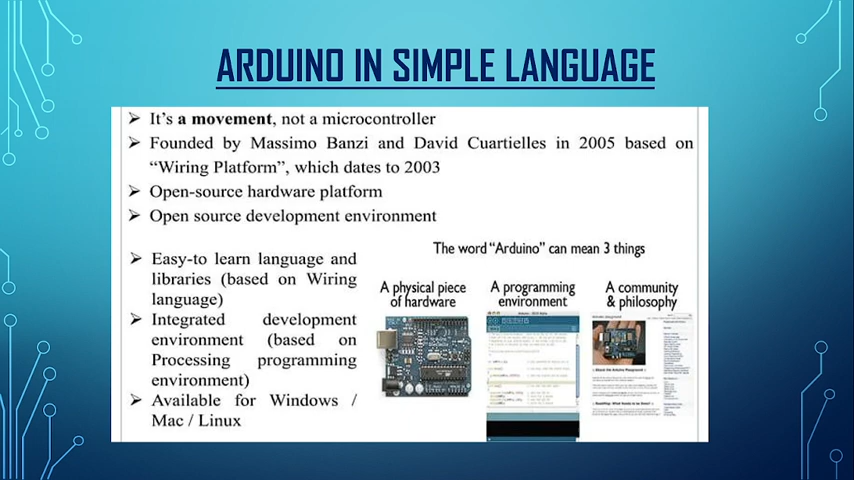 ARDUINO IN SIMPLE LANGUAGE
➢ It's a movement, not a microcontroller
➢ Founded by Massimo Banzi and David Cuartielles in 2005 based on
“Wiring Platform”, which dates to 2003
➢ Open-source hardware platform
➢ Open source development environment
➢ Easy-to learn language and
libraries (based on Wiring
language)
➢ Integrated development
environment (based on
Processing programming
environment)
➢ Available for Windows /
Mac / Linux
The word “Arduino” can mean 3 things
A physical piece
of hardware
A programming
environment
A community
& philosophy